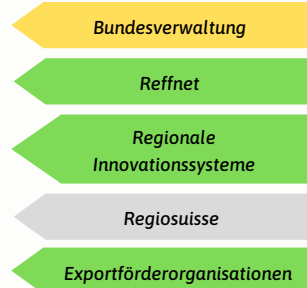 Bundesverwaltung
Reffnet
Regionale
Innovationssysteme
Regiosuisse
Exportförderorganisationen